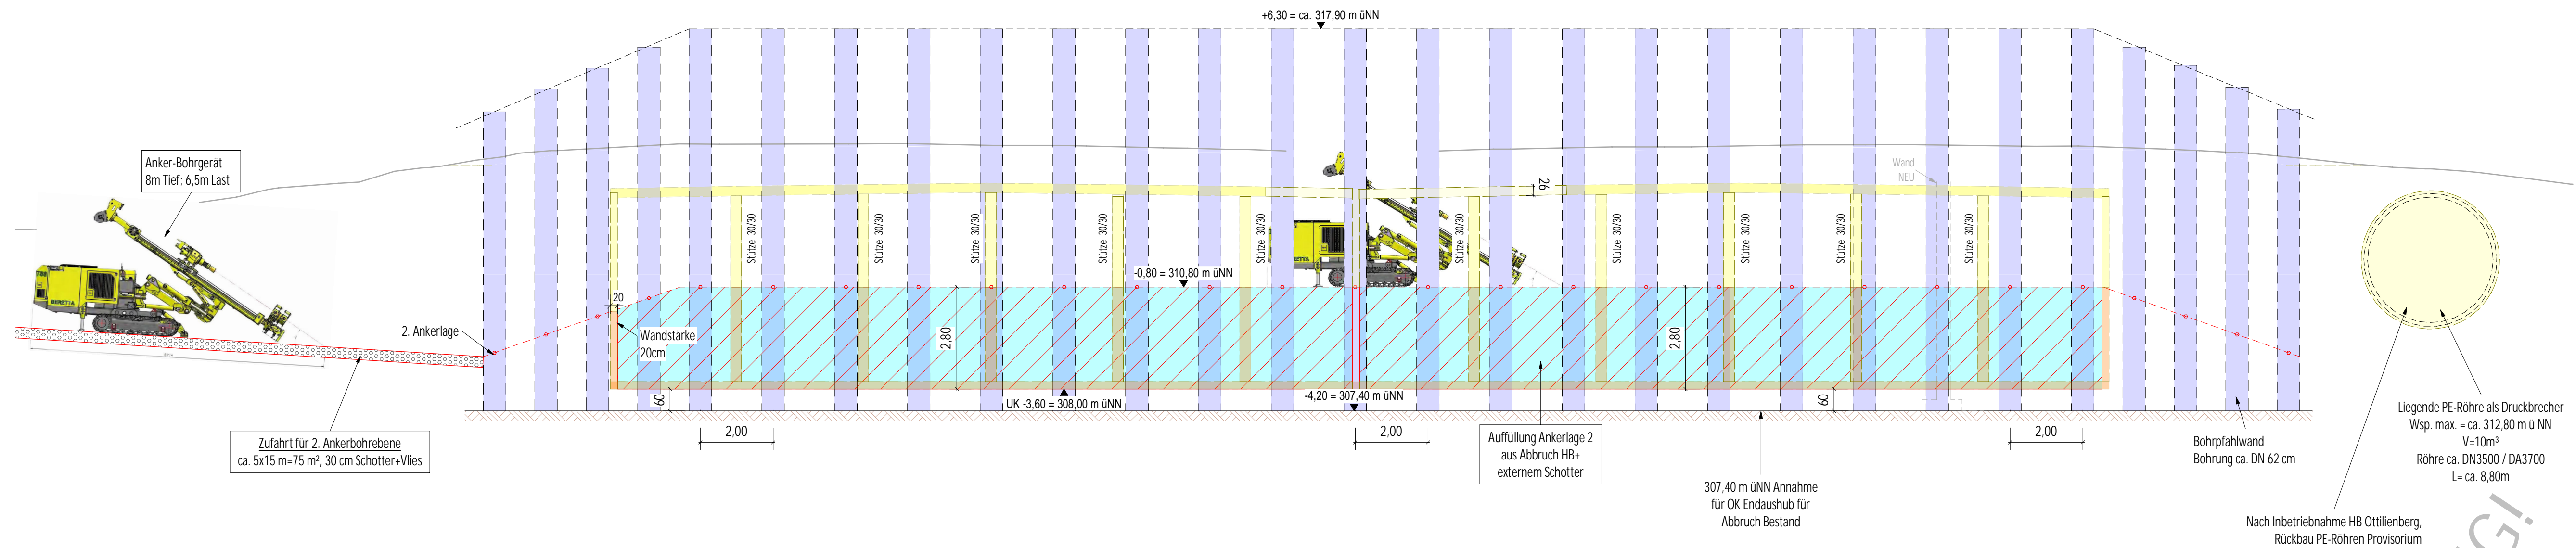 +6,30 = ca. 317,90 m üNN
Anker-Bohrgerät
8m Tief; 6,5m Last
BERETTA
2. Ankerlage
Zufahrt für 2. Ankerbohrebene
ca. 5x15 m=75 m², 30 cm Schotter+Vlies
20
Wandstärke
20cm
Stütze 30/30
Stütze 30/30
Stütze 30/30
Stütze 30/30
Stütze 30/30
Stütze 30/30
Stütze 30/30
Stütze 30/30
Stütze 30/30
Stütze 30/30
26
Wand
NEU
-0,80 = 310,80 m üNN
2,80
2,80
60
60
UK -3,60 = 308,00 m üNN
-4,20 = 307,40 m üNN
2,00
2,00
2,00
Auffüllung Ankerlage 2
aus Abbruch HB+
externem Schotter
307,40 m üNN Annahme
für OK Endaushub für
Abbruch Bestand
Bohrpfahlwand
Bohrung ca. DN 62 cm
Liegende PE-Röhre als Druckbrecher
Wsp. max. = ca. 312,80 m ü NN
V=10m³
Röhre ca. DN3500 / DA3700
L= ca. 8,80m
Nach Inbetriebnahme HB Ottilienberg,
Rückbau PE-Röhren Provisorium
G!